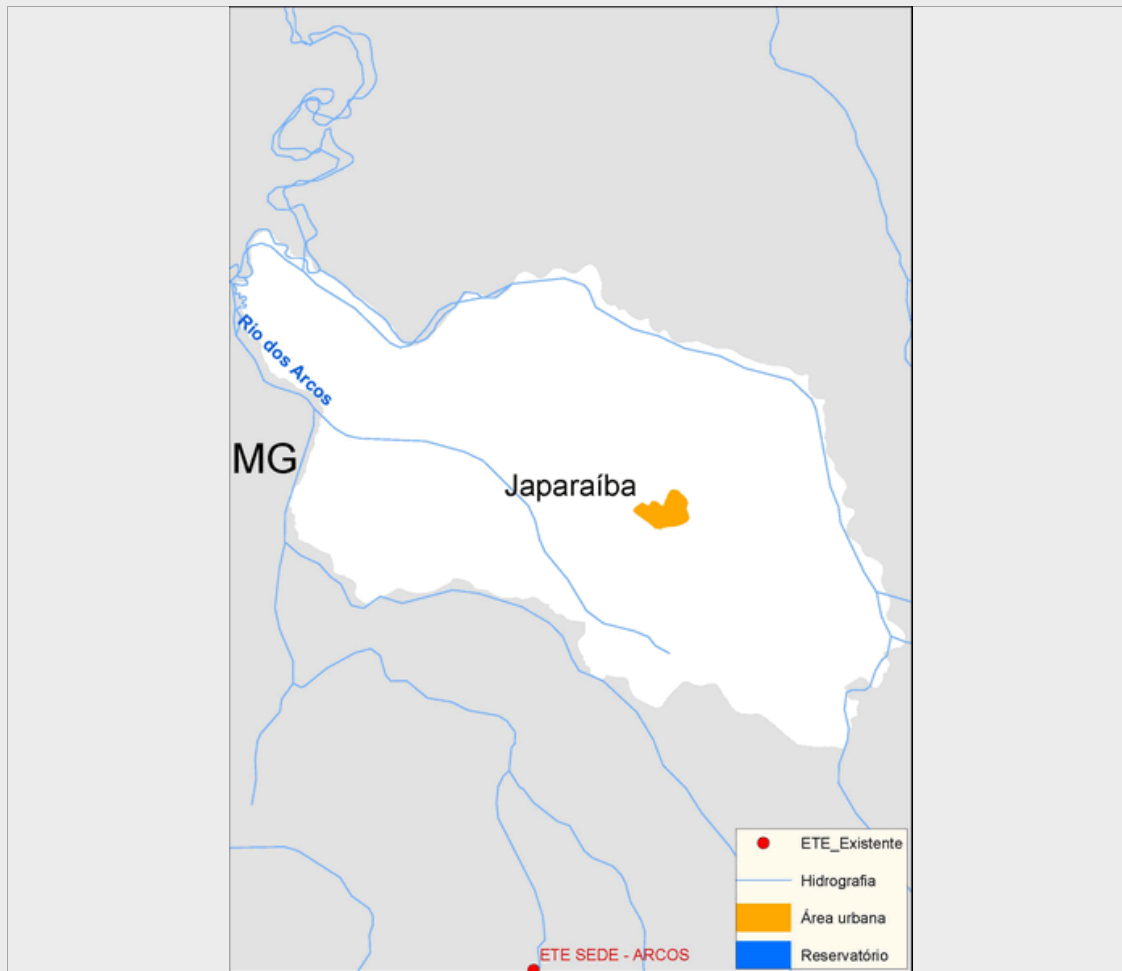 Rio dos Arcos
MG
Japaraíba
ETE_Existente
Hidrografia
Área urbana
Reservatório
ETE SEDE - ARCOS